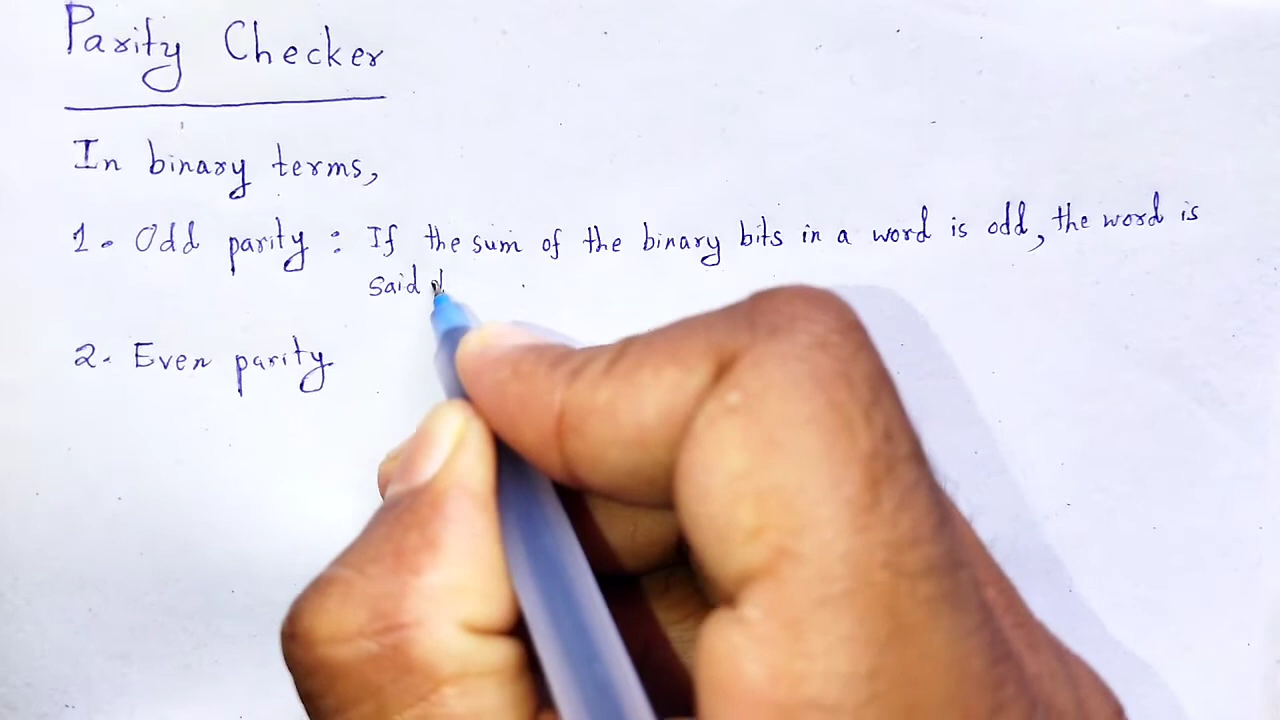 Parity Checker
In binary terms,
1. Odd parity : If the sum of the binary bits in a word is odd, the word is
said
2. Even parity